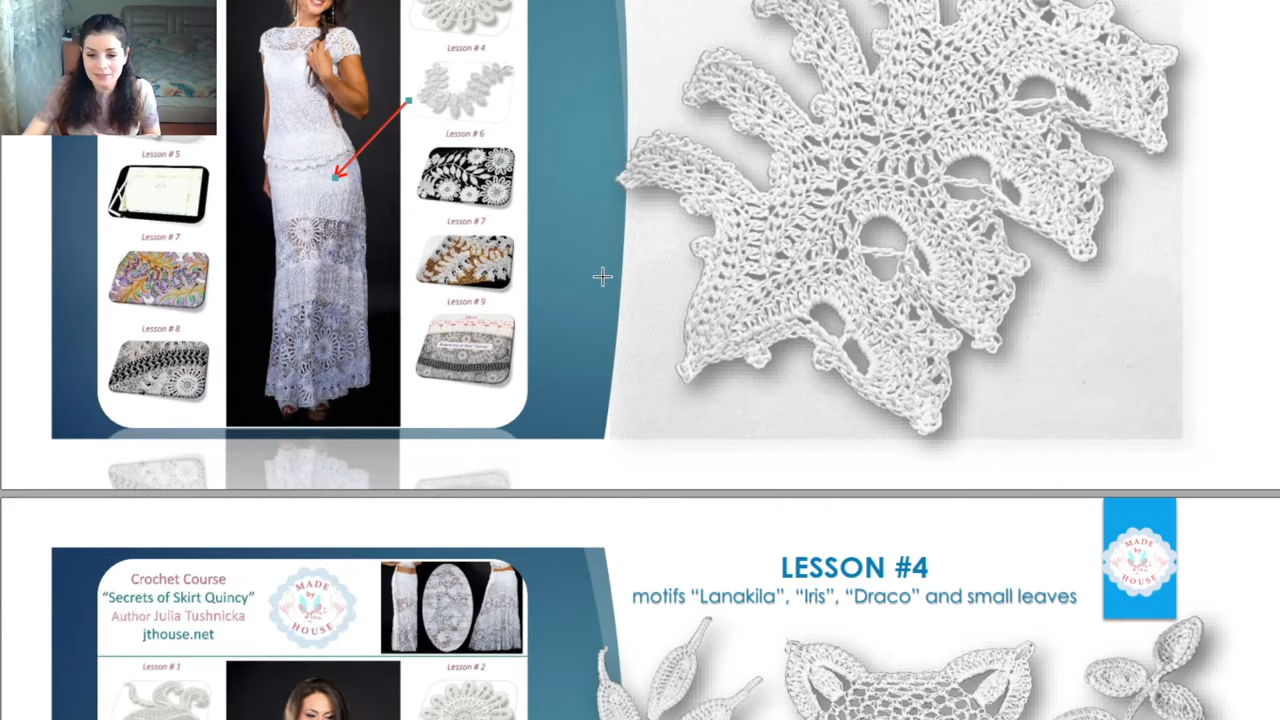 Lesson # 4
Lesson # 5
Lesson # 6
Lesson # 7
Lesson # 7
Lesson # 8
Lesson # 9
Crochet Course
“Secrets of Skirt Quincy”
Author Julia Tushnicka
jthouse.net
MADE
by
HOUSE
Lesson # 1
Lesson # 2
LESSON #4
motifs “Lanakila”, “Iris”, “Draco” and small leaves
MADE
by
HOUSE